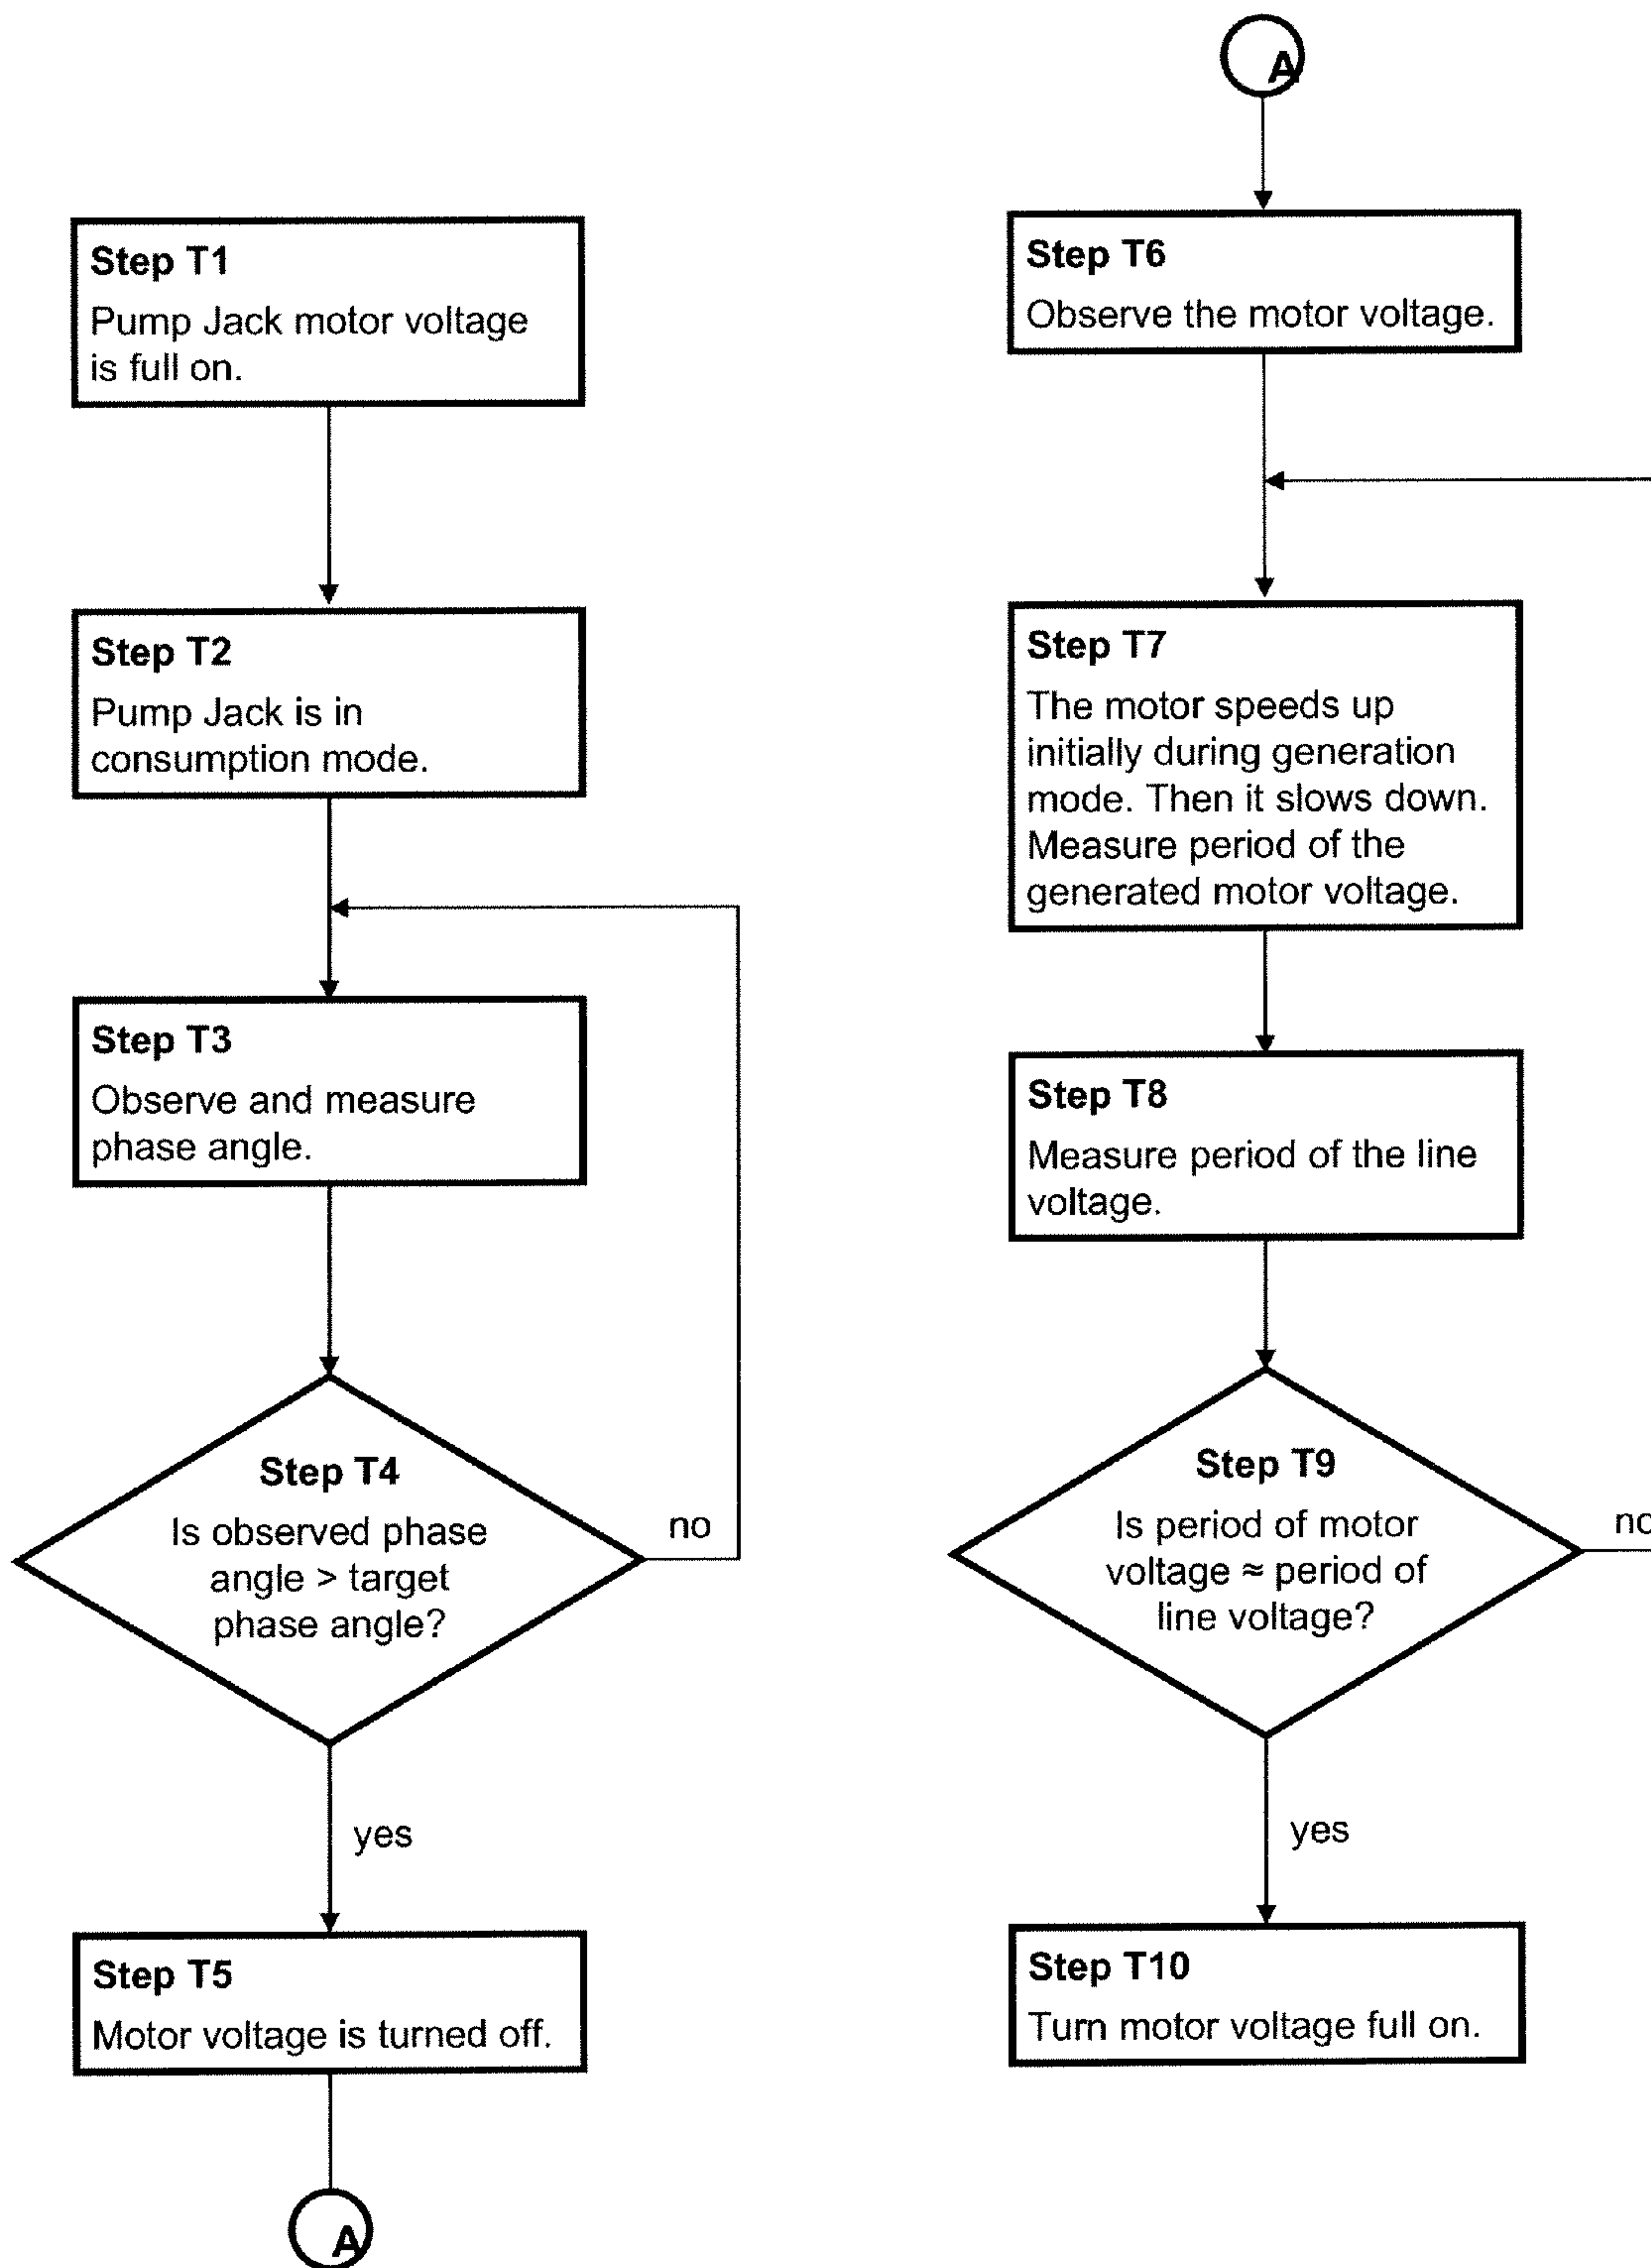 Step T1
Pump Jack motor voltage
is full on.
Step T2
Pump Jack is in
consumption mode.
Step T3
Observe and measure
phase angle.
Step T4
Is observed phase
angle > target
phase angle?
no
yes
Step T5
Motor voltage is turned off.
A
A
Step T6
Observe the motor voltage.
Step T7
The motor speeds up
initially during generation
mode. Then it slows down.
Measure period of the
generated motor voltage.
Step T8
Measure period of the line
voltage.
Step T9
Is period of motor
voltage ≈ period of
line voltage?
no
yes
Step T10
Turn motor voltage full on.